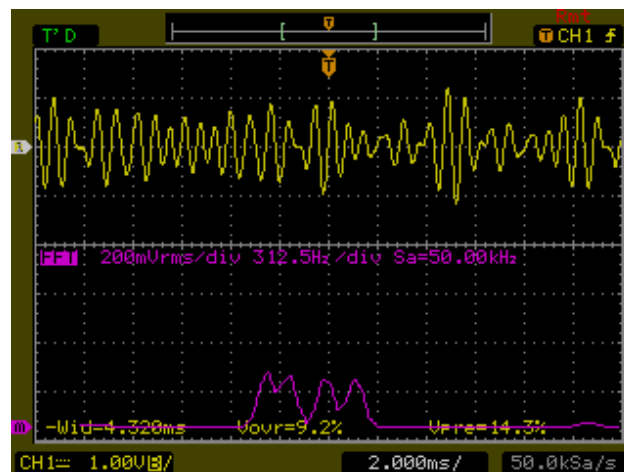 T'D T CH1
T
1
FFT 200mVrms/div 312.5Hz/div Sa=50.00kHz
M -Wid=4.320ms Vovr=9.2% Vpre=14.3%
CH1 1.00V B/ 2.000ms/ 50.0kSa/s